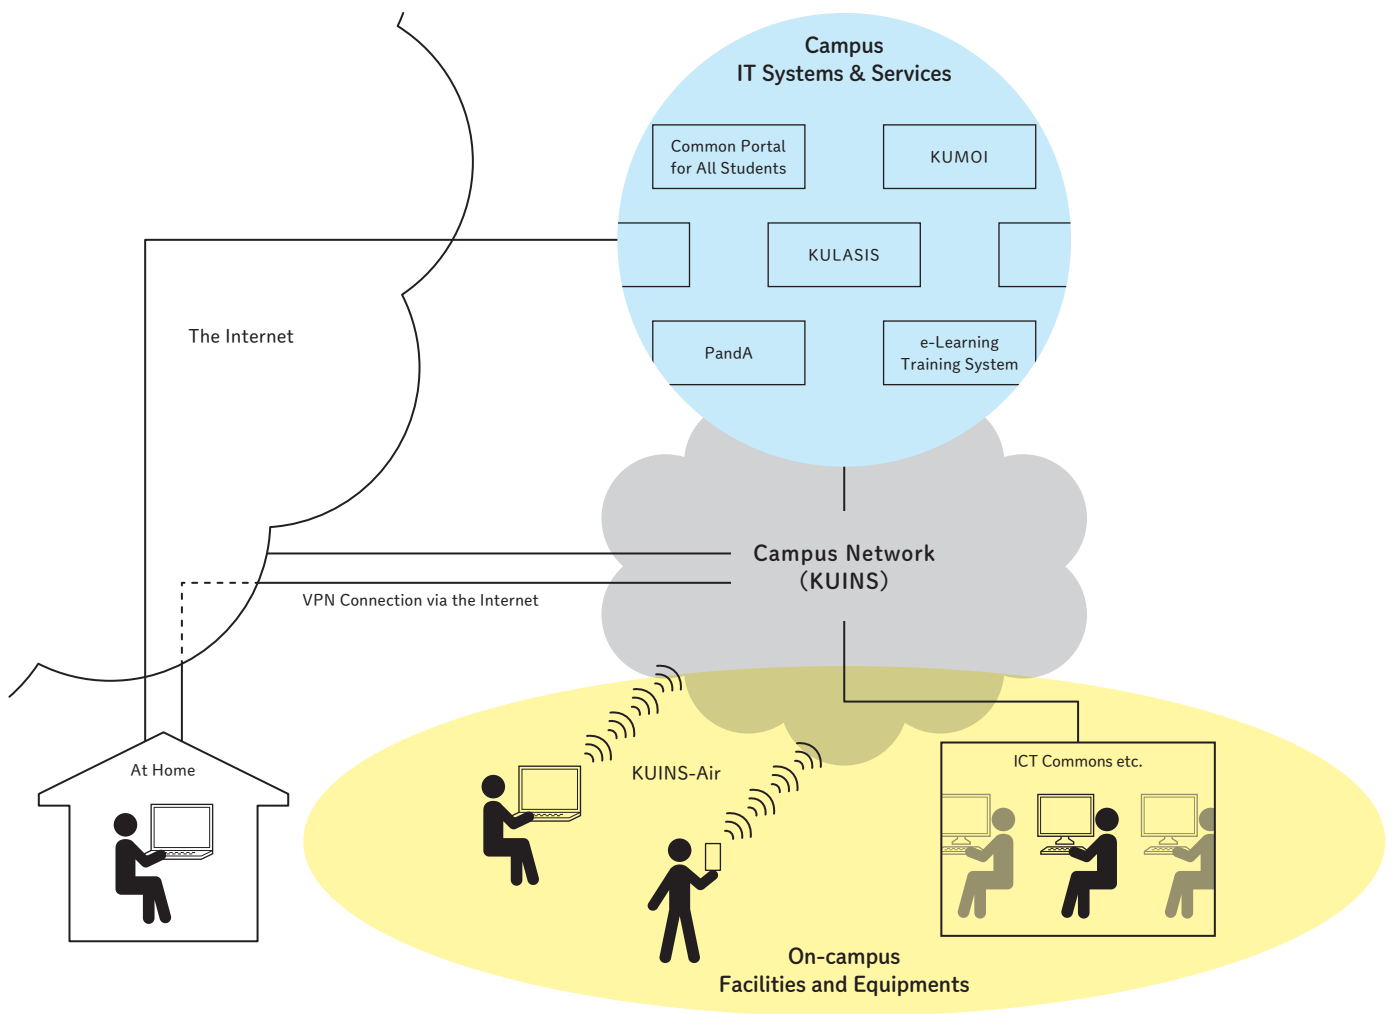 Campus
IT Systems & Services
Common Portal
for All Students
KUMOI
KULASIS
PandA
e-Learning
Training System
The Internet
Campus Network
(KUINS)
VPN Connection via the Internet
At Home
KUINS-Air
ICT Commons etc.
On-campus
Facilities and Equipments